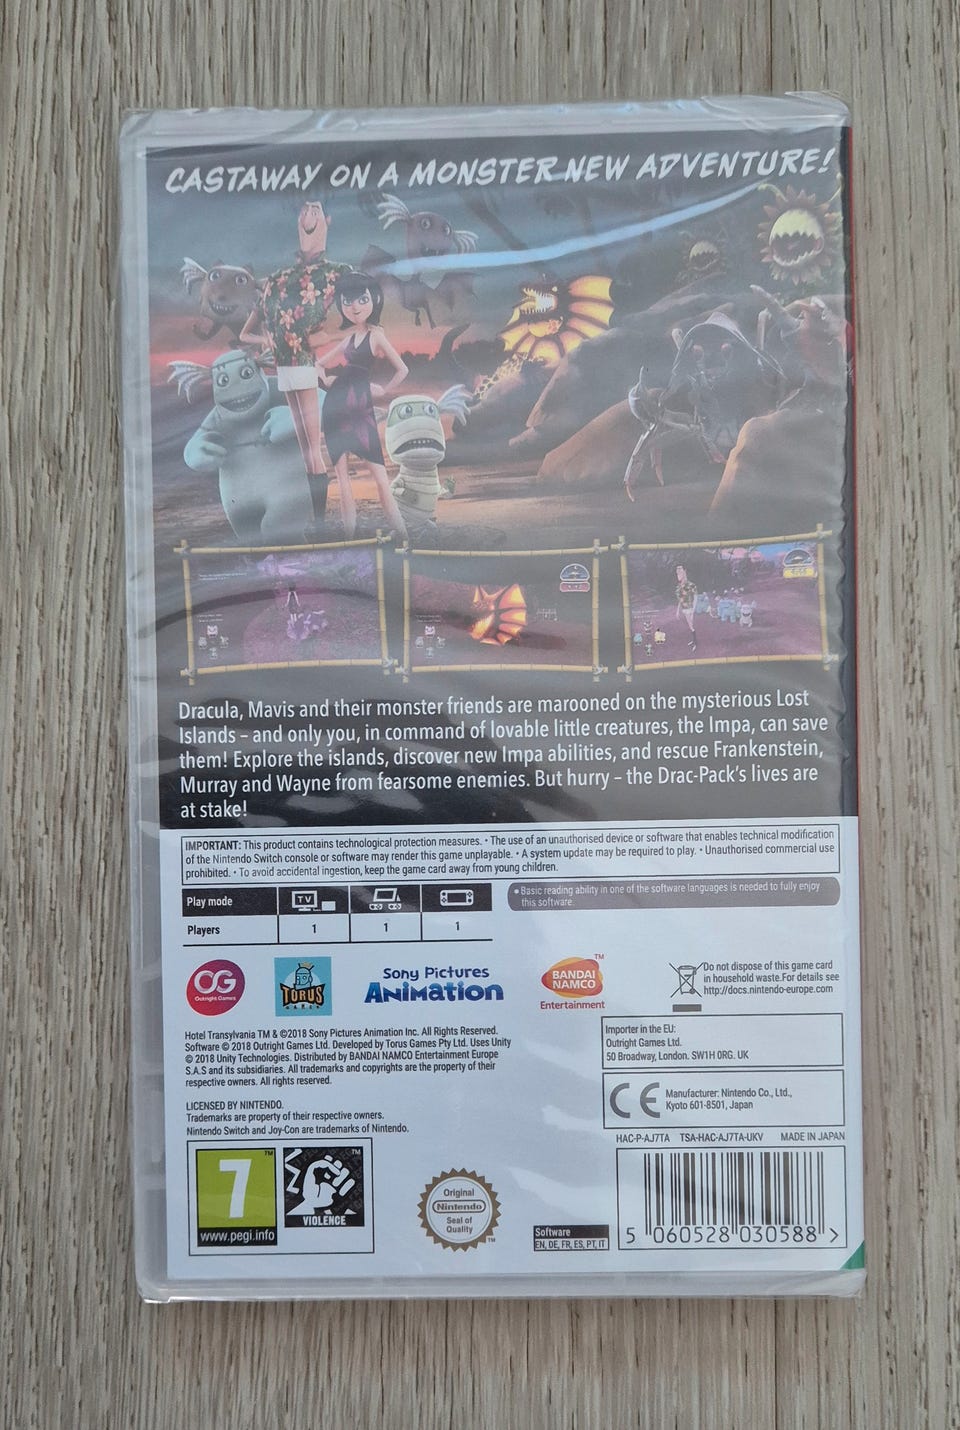 CASTAWAY ON A MONSTER NEW ADVENTURE!
Dracula, Mavis and their monster friends are marooned on the mysterious Lost
Islands – and only you, in command of lovable little creatures, the Impa, can save
them! Explore the islands, discover new Impa abilities, and rescue Frankenstein,
Murray and Wayne from fearsome enemies. But hurry – the Drac-Pack's lives are
at stake!
IMPORTANT: This product contains technological protection measures. • The use of an unauthorised device or software that enables technical modification
of the Nintendo Switch console or software may render this game unplayable. • A system update may be required to play. • Unauthorised commercial use
prohibited. • To avoid accidental ingestion, keep the game card away from young children.
Play mode
TV
Players
1
1
1
• Basic reading ability in one of the software languages is needed to fully enjoy
this software.
OG
Outright Games
TORUS
GAMES
Sony Pictures
Animation
TM
BANDAI
NAMCO
Entertainment
Do not dispose of this game card
in household waste.For details see
http://docs.nintendo-europe.com
Hotel Transylvania TM & ©2018 Sony Pictures Animation Inc. All Rights Reserved.
Software © 2018 Outright Games Ltd. Developed by Torus Games Pty Ltd. Uses Unity
© 2018 Unity Technologies. Distributed by BANDAI NAMCO Entertainment Europe
S.A.S and its subsidiaries. All trademarks and copyrights are the property of their
respective owners. All rights reserved.
LICENSED BY NINTENDO.
Trademarks are property of their respective owners.
Nintendo Switch and Joy-Con are trademarks of Nintendo.
Importer in the EU:
Outright Games Ltd.
50 Broadway, London. SW1H 0RG. UK
CE
Manufacturer: Nintendo Co., Ltd.,
Kyoto 601-8501, Japan
HAC-P-AJ7TA TSA-HAC-AJ7TA-UKV MADE IN JAPAN
7
TM
www.pegi.info
TM
VIOLENCE
Original
Nintendo
Seal of
Quality
TM
Software
EN, DE, FR, ES, PT, IT
5 060528 030588 >